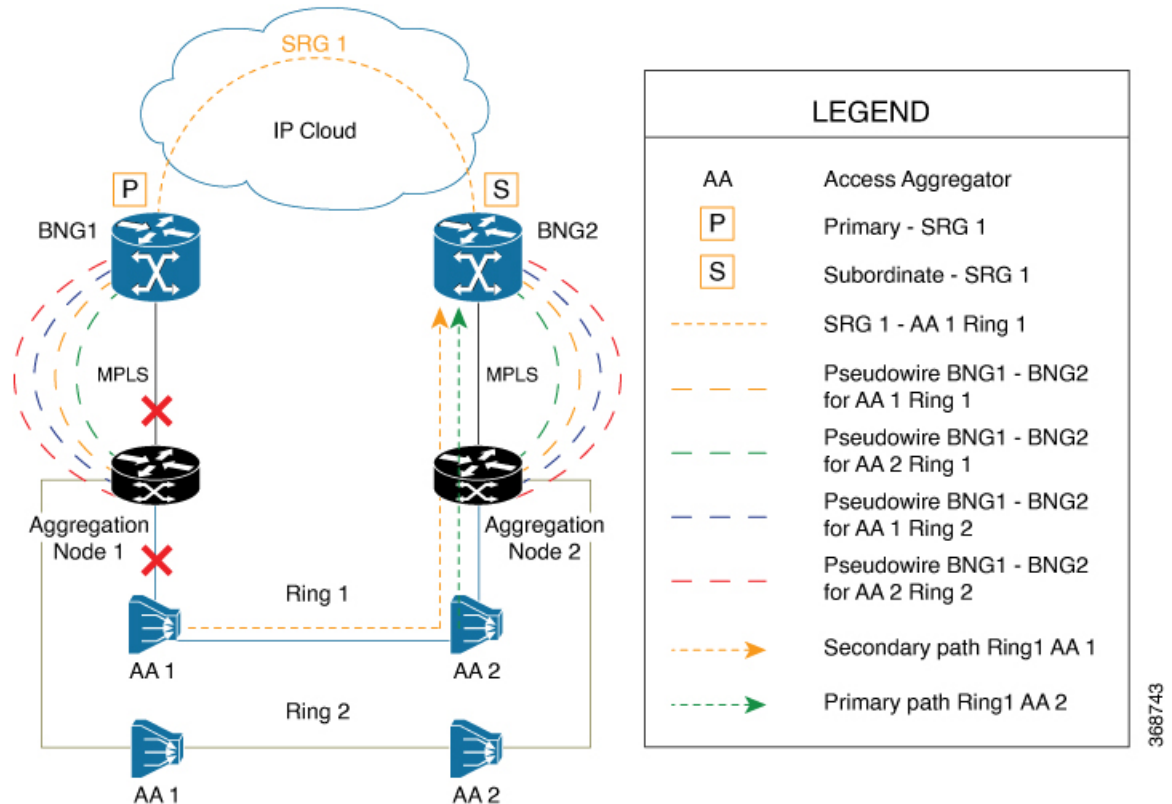 SRG 1
IP Cloud
P
S
BNG1
BNG2
MPLS
MPLS
Aggregation
Node 1
Aggregation
Node 2
Ring 1
AA 1
AA 2
Ring 2
AA 1
AA 2
LEGEND
AA Access Aggregator
P Primary - SRG 1
S Subordinate - SRG 1
SRG 1 - AA 1 Ring 1
Pseudowire BNG1 - BNG2
for AA 1 Ring 1
Pseudowire BNG1 - BNG2
for AA 2 Ring 1
Pseudowire BNG1 - BNG2
for AA 1 Ring 2
Pseudowire BNG1 - BNG2
for AA 2 Ring 2
Secondary path Ring1 AA 1
Primary path Ring1 AA 2
368743